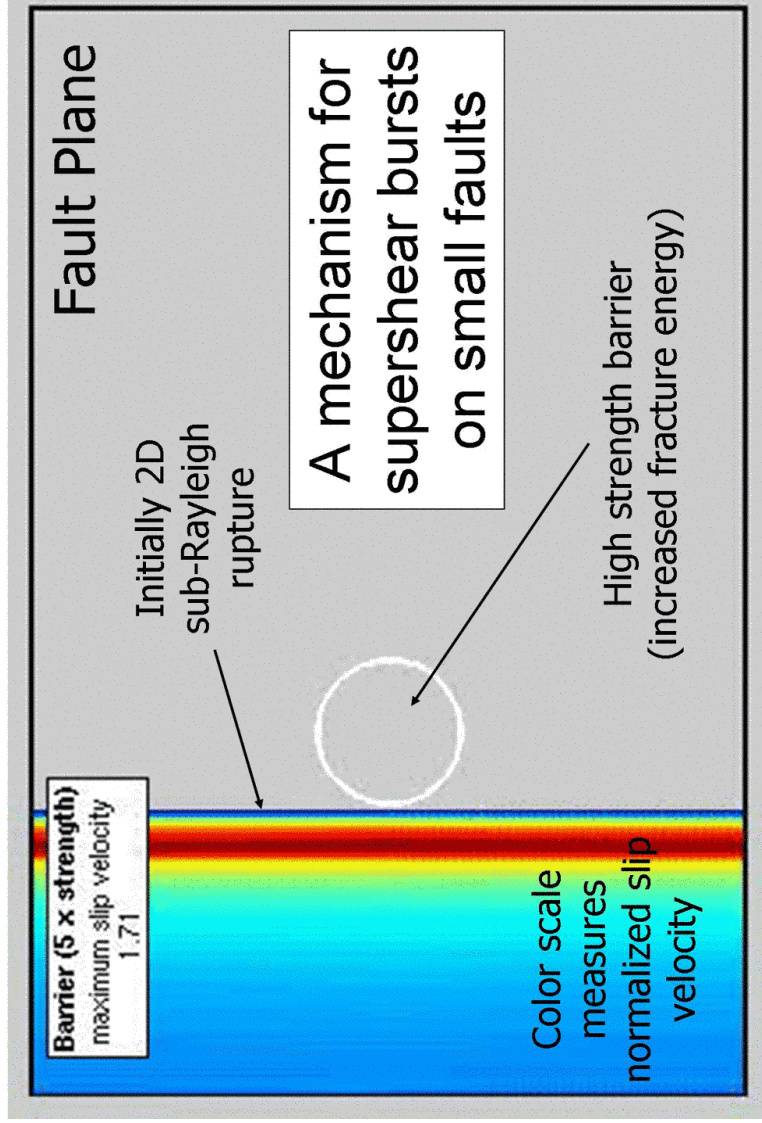 Fault Plane
Barrier (5 x strength)
maximum slip velocity
1.71
Initially 2D
sub-Rayleigh
rupture
A mechanism for
supershear bursts
on small faults
Color scale
measures
normalized slip
velocity
High strength barrier
(increased fracture energy)